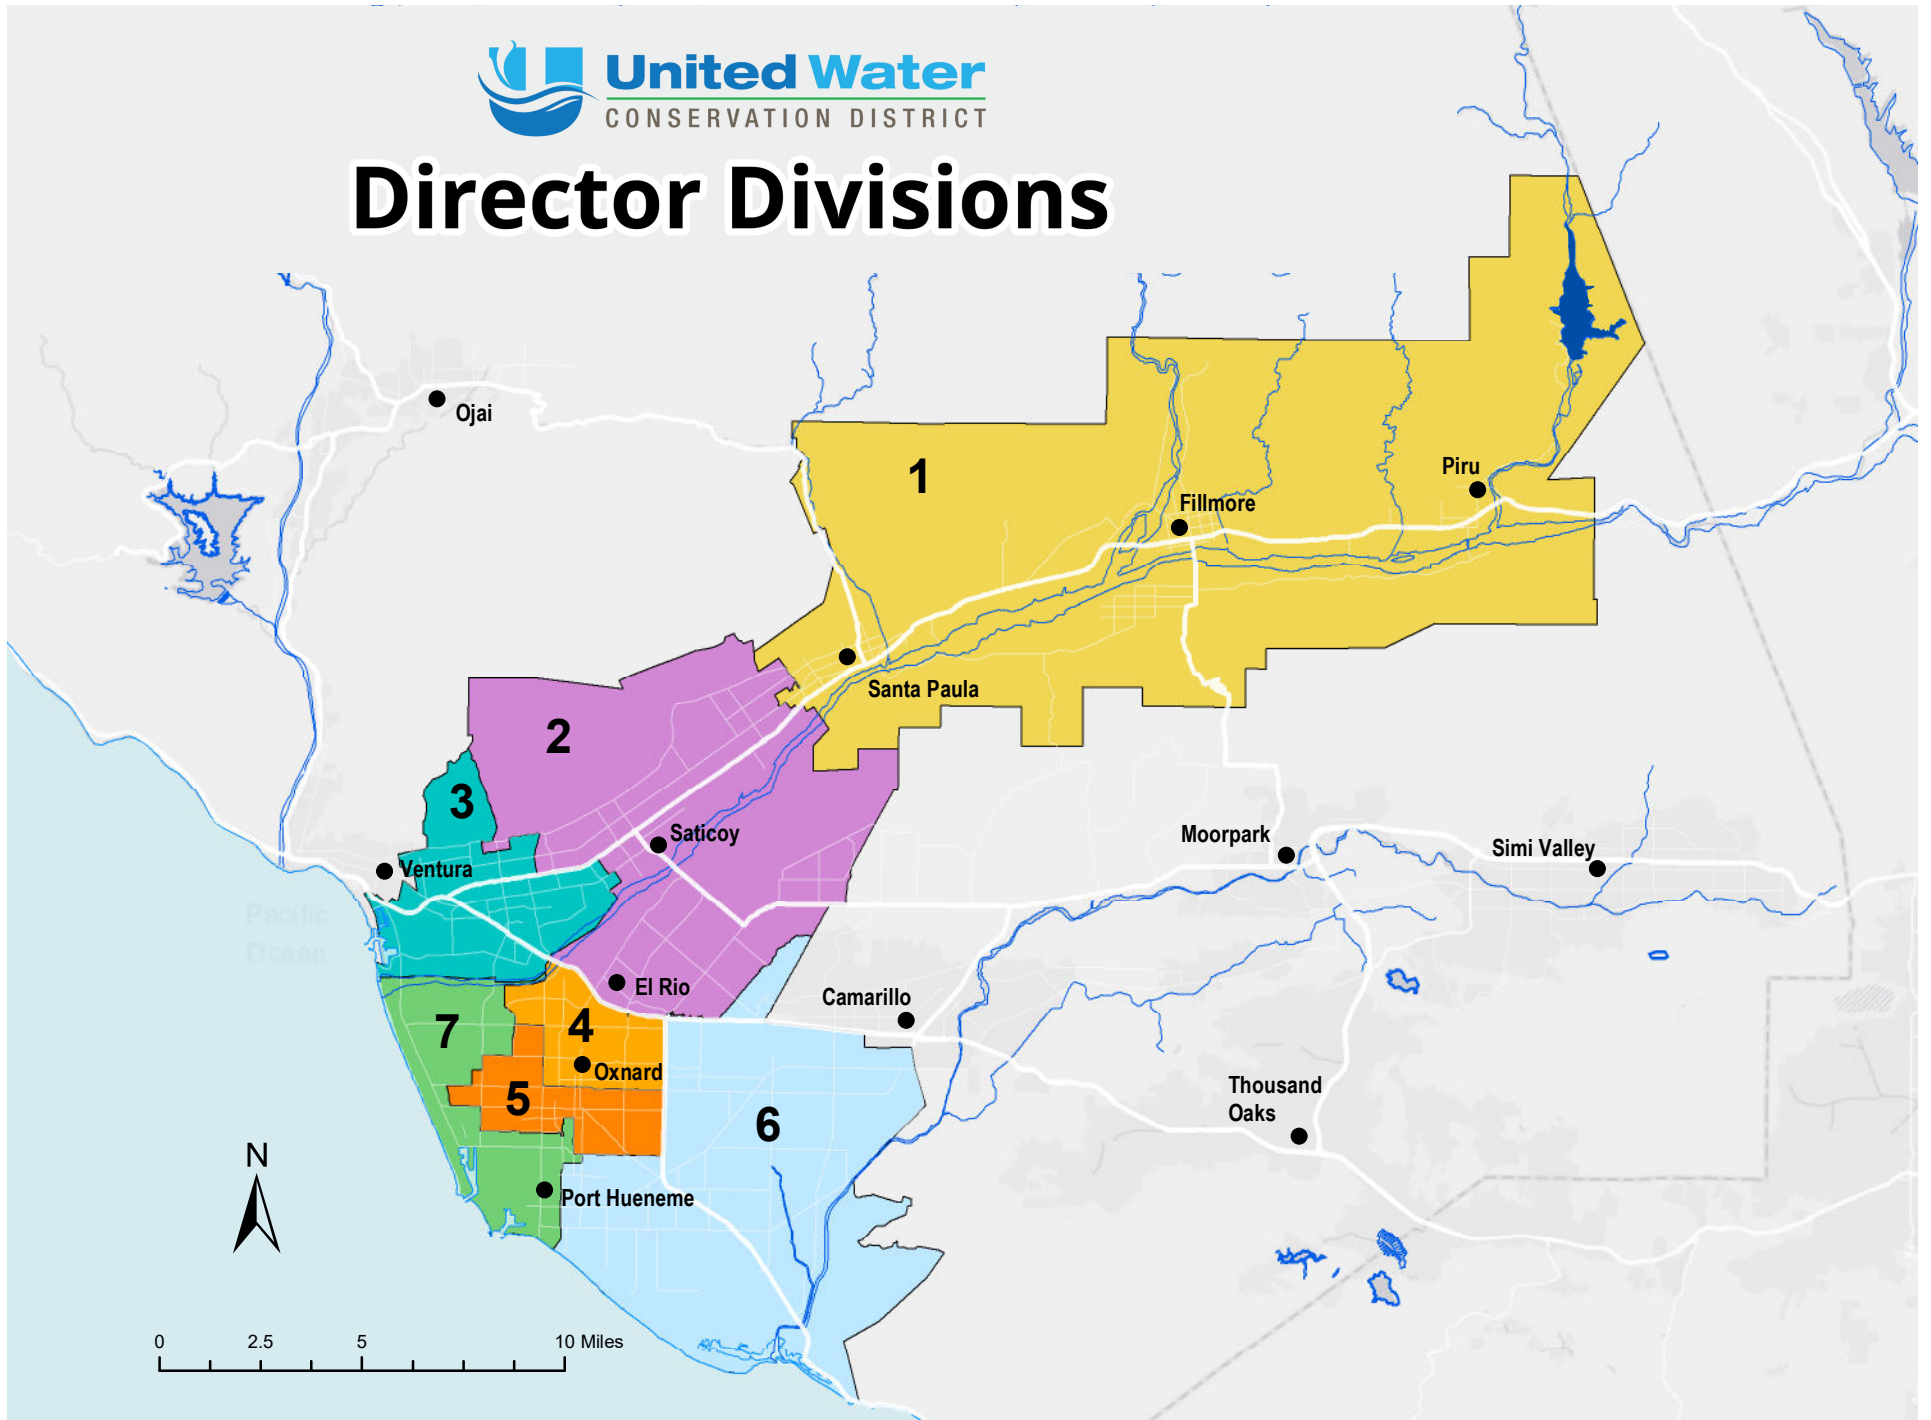 United Water
CONSERVATION DISTRICT
Director Divisions
Ojai
1
Piru
Fillmore
Santa Paula
2
3
Saticoy
Moorpark
Simi Valley
Ventura
Pacific
Ocean
El Rio
Camarillo
7
4
Oxnard
5
Thousand
Oaks
6
N
Port Hueneme
0 2.5 5 10 Miles